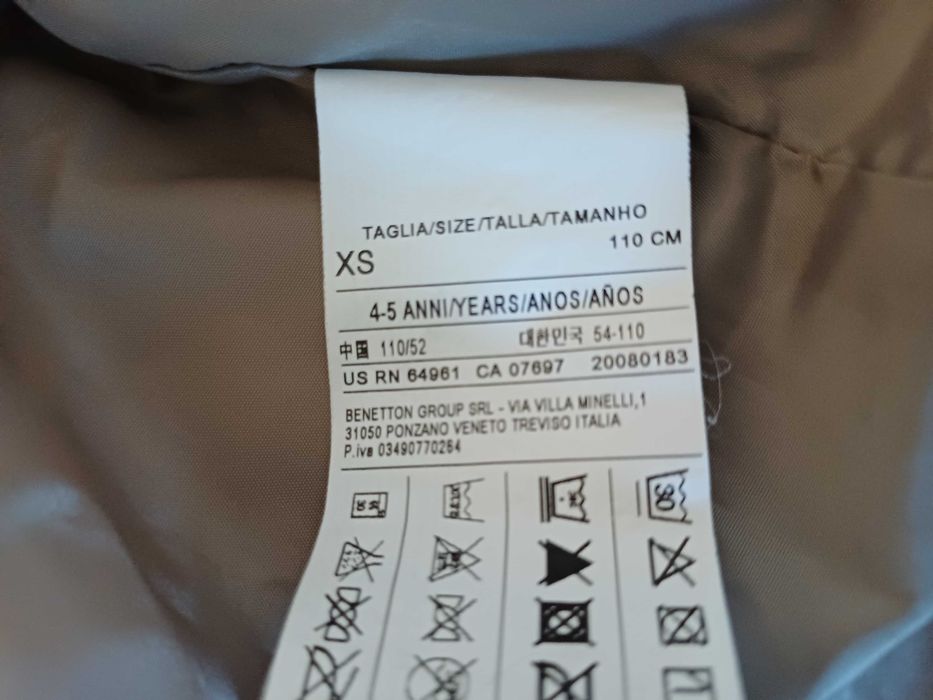 TAGLIA/SIZE/TALLA/TAMANHO
XS 110 CM
4-5 ANNI/YEARS/ANOS/AÑOS
中国 110/52 대한민국 54-110
US RN 64961 CA 07697 20080183
BENETTON GROUP SRL - VIA VILLA MINELLI,1
31050 PONZANO VENETO TREVISO ITALIA
P.iva 03490770264
30